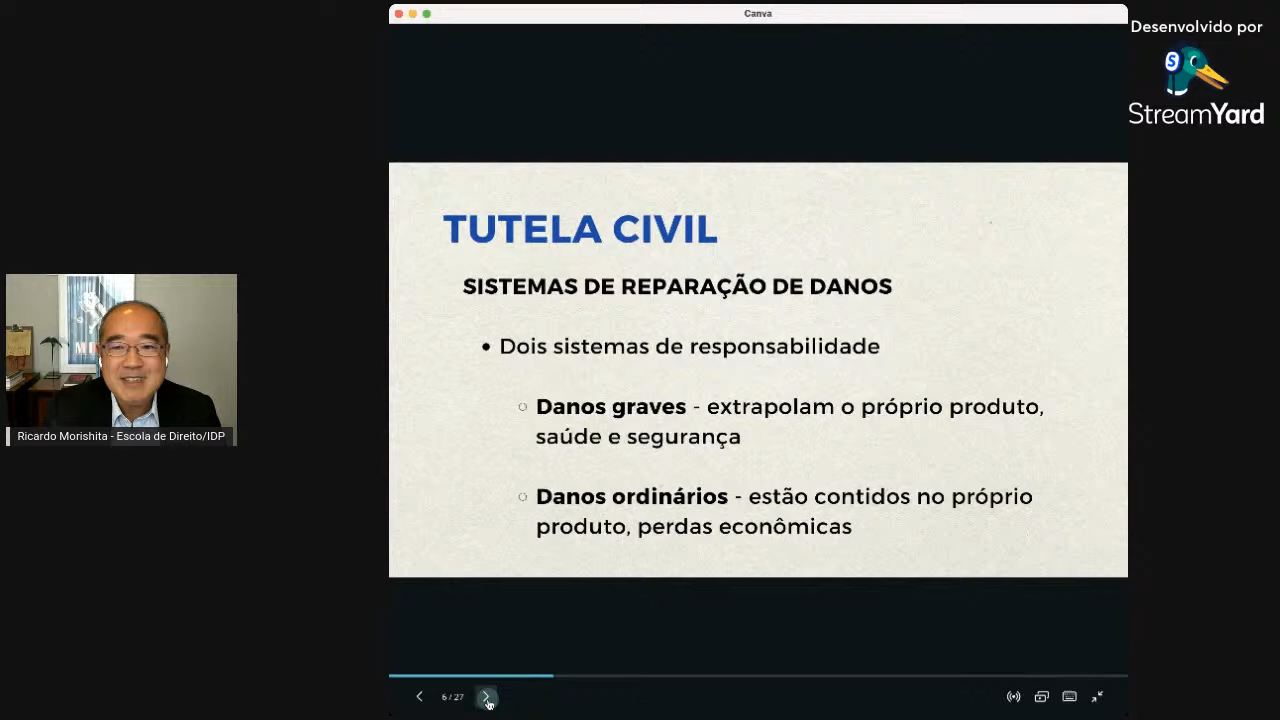 Canva
Desenvolvido por
S
StreamYard
TUTELA CIVIL
SISTEMAS DE REPARAÇÃO DE DANOS
• Dois sistemas de responsabilidade
○ Danos graves - extrapolam o próprio produto,
saúde e segurança
○ Danos ordinários - estão contidos no próprio
produto, perdas econômicas
Ricardo Morishita - Escola de Direito/IDP
6 / 27